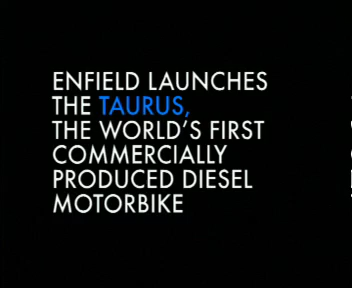 ENFIELD LAUNCHES
THE TAURUS,
THE WORLD'S FIRST
COMMERCIALLY
PRODUCED DIESEL
MOTORBIKE